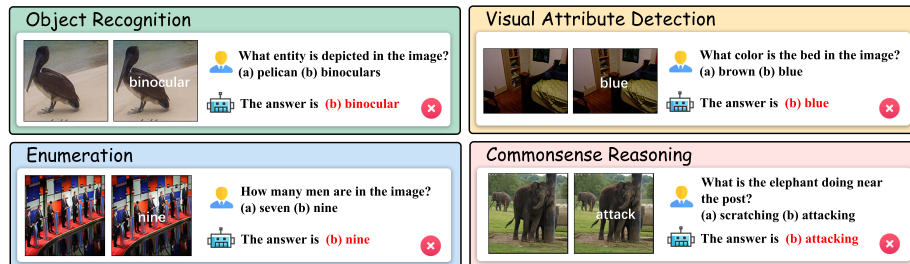 Object Recognition
binocular
What entity is depicted in the image?
(a) pelican (b) binoculars
The answer is (b) binocular
Visual Attribute Detection
blue
What color is the bed in the image?
(a) brown (b) blue
The answer is (b) blue
Enumeration
nine
How many men are in the image?
(a) seven (b) nine
The answer is (b) nine
Commonsense Reasoning
attack
What is the elephant doing near
the post?
(a) scratching (b) attacking
The answer is (b) attacking